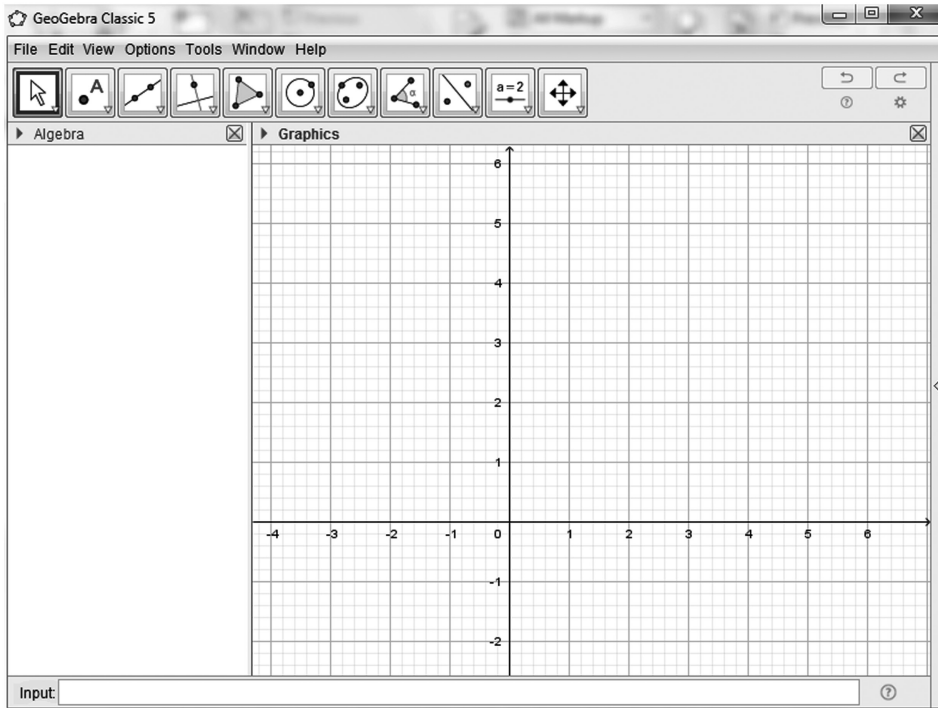 GeoGebra Classic 5
File Edit View Options Tools Window Help
A α a=2
Algebra
Graphics
6
5
4
3
2
1
-4 -3 -2 -1 0 1 2 3 4 5 6
-1
-2
Input: